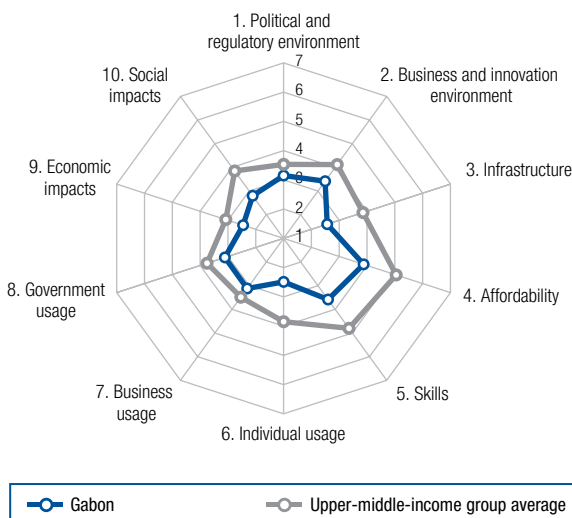 1. Political and
regulatory environment
2. Business and innovation
environment
3. Infrastructure
4. Affordability
5. Skills
6. Individual usage
7. Business
usage
8. Government
usage
9. Economic
impacts
10. Social
impacts
7
6
5
4
3
2
1
Gabon
Upper-middle-income group average